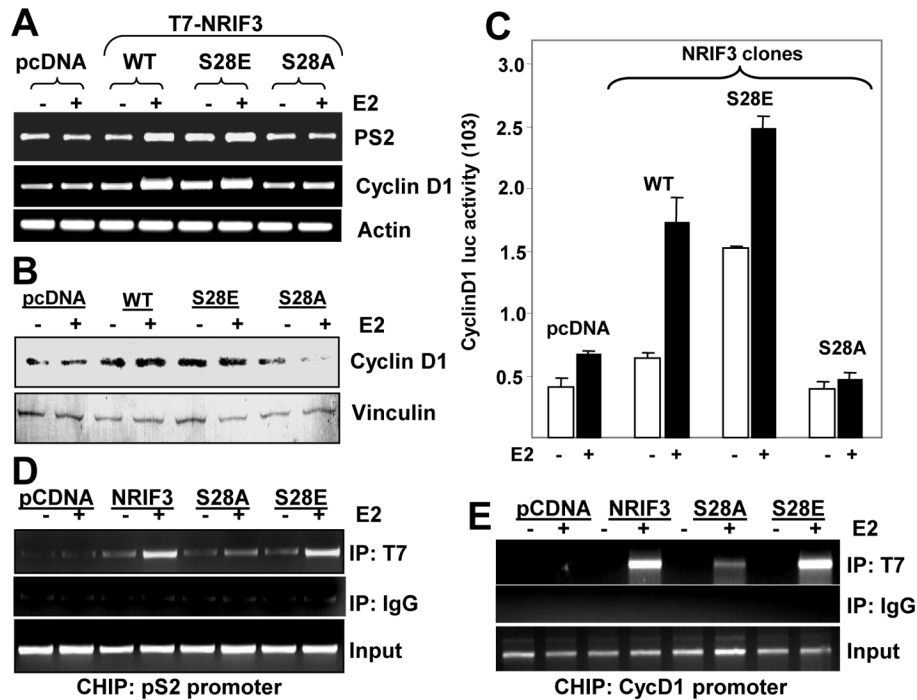 A
T7-NRIF3
pcDNA WT S28E S28A
- + - + - + - + E2
PS2
Cyclin D1
Actin
B
pcDNA WT S28E S28A
- + - + - + - + E2
Cyclin D1
Vinculin
C
CyclinD1 luc activity (103)
3.0
2.5
2.0
1.5
1.0
0.5
NRIF3 clones
S28E
WT
pcDNA
S28A
E2 - + - + - + - +
D
pCDNA NRIF3 S28A S28E
- + - + - + - + E2
IP: T7
IP: IgG
Input
CHIP: pS2 promoter
E
pCDNA NRIF3 S28A S28E
- + - + - + - + E2
IP: T7
IP: IgG
Input
CHIP: CycD1 promoter